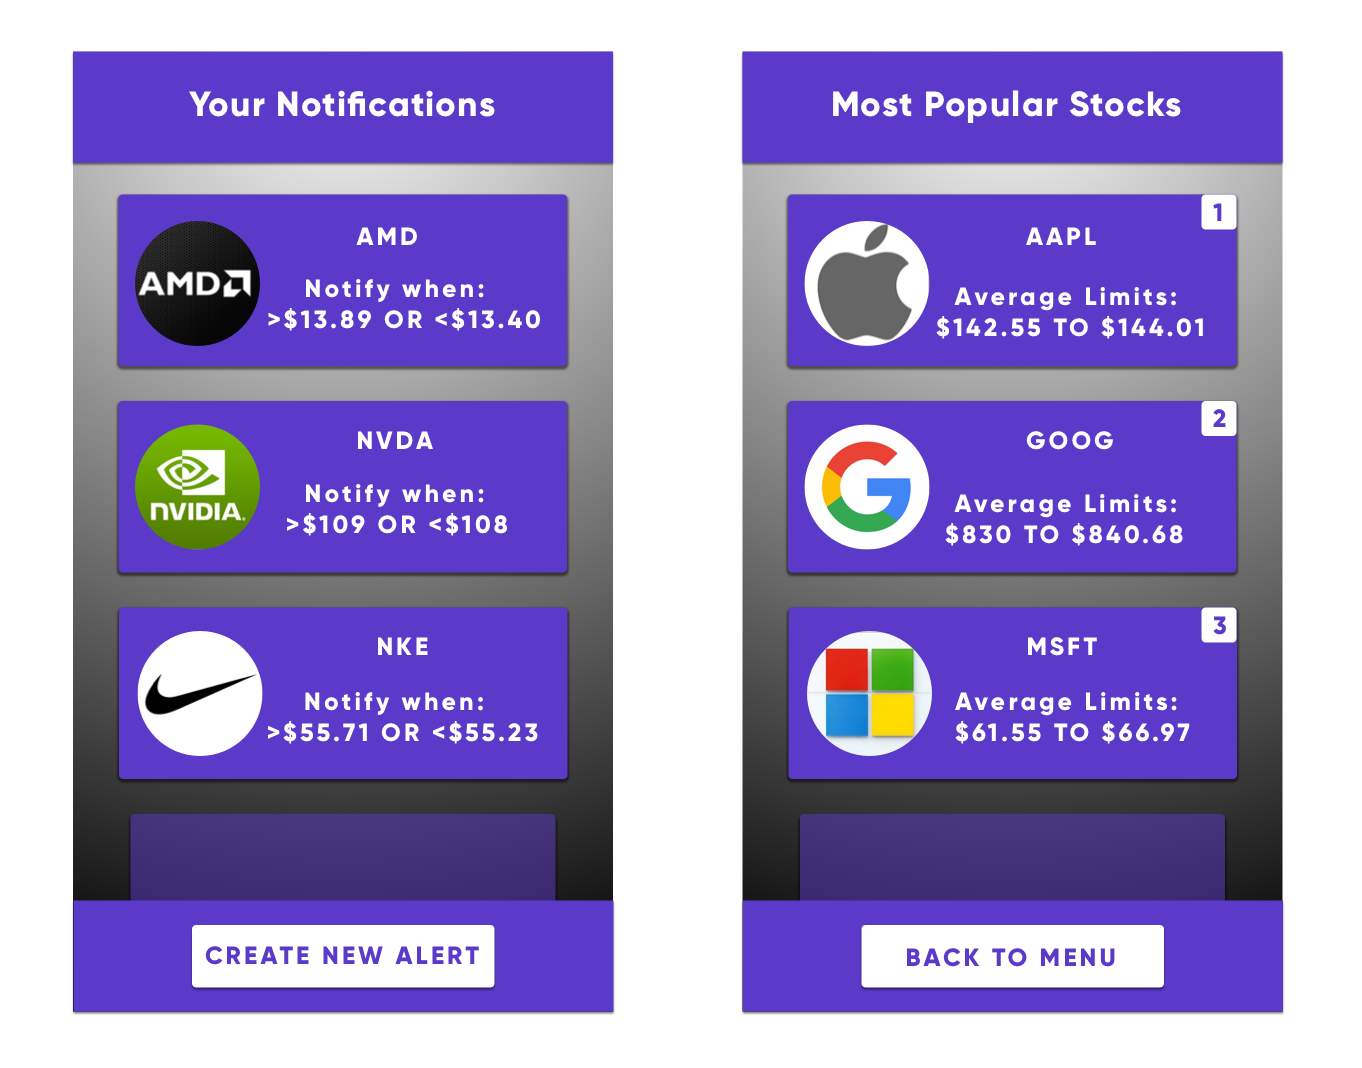 Your Notifications
AMD
AMD
Notify when:
>$13.89 OR <$13.40
NVDA
NVIDIA.
Notify when:
>$109 OR <$108
NKE
Notify when:
>$55.71 OR <$55.23
CREATE NEW ALERT
Most Popular Stocks
1
AAPL
Average Limits:
$142.55 TO $144.01
2
GOOG
G
Average Limits:
$830 TO $840.68
3
MSFT
Average Limits:
$61.55 TO $66.97
BACK TO MENU